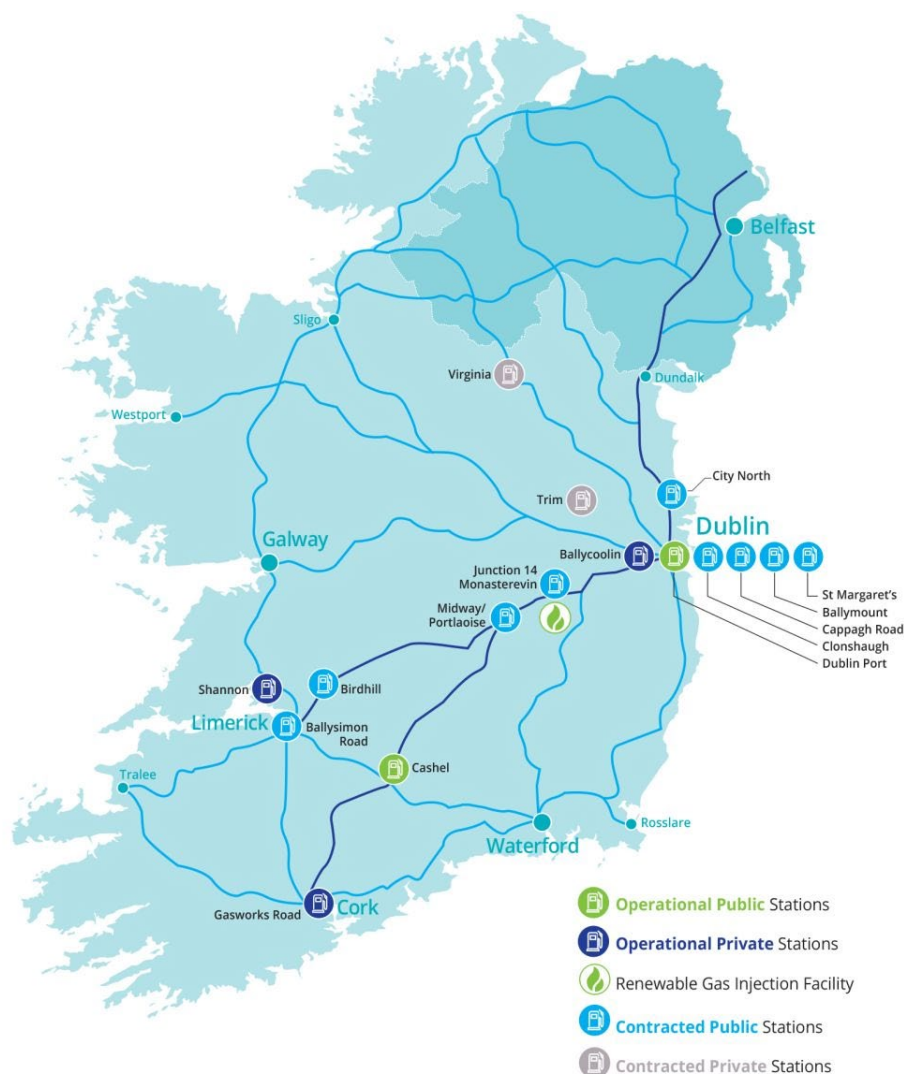 Belfast
Sligo
Virginia
Dundalk
Westport
City North
Trim
Dublin
Galway
Ballycoolin
Junction 14
Monasterevin
St Margaret's
Midway/
Portlaoise
Ballymount
Cappagh Road
Clonshaugh
Dublin Port
Shannon
Birdhill
Limerick
Ballysimon
Road
Cashel
Tralee
Rosslare
Waterford
Gasworks Road
Cork
Operational Public Stations
Operational Private Stations
Renewable Gas Injection Facility
Contracted Public Stations
Contracted Private Stations